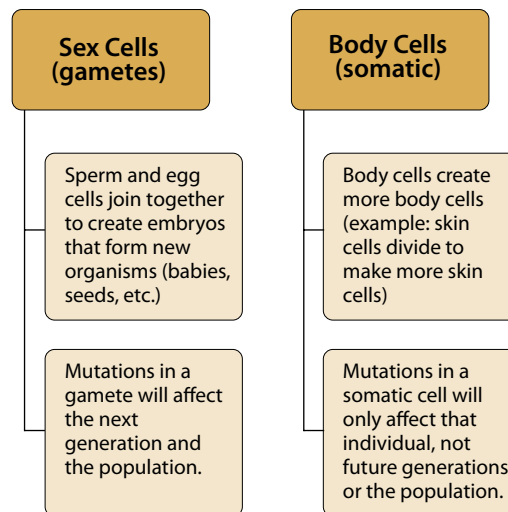 Sex Cells
(gametes)
Sperm and egg
cells join together
to create embryos
that form new
organisms (babies,
seeds, etc.)
Mutations in a
gamete will affect
the next
generation and
the population.
Body Cells
(somatic)
Body cells create
more body cells
(example: skin
cells divide to
make more skin
cells)
Mutations in a
somatic cell will
only affect that
individual, not
future generations
or the population.